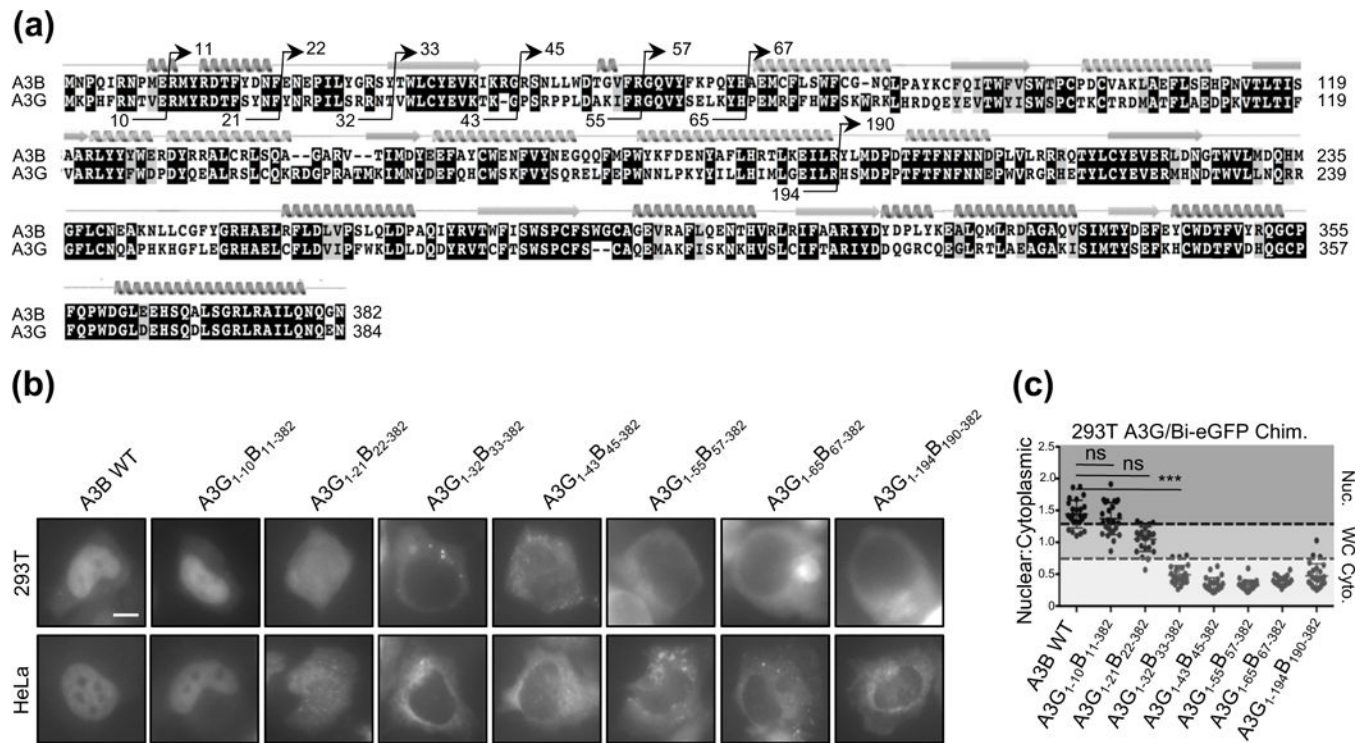 (a)
11 22 33 45 57 67
A3B MNPQIRNPMERMYRDTFYDNFENEPILYGRSYTWLCYEVKIKRGRSNLLWDTGVFRGQVYFKPQYHAEMCFLSWFCG-NQLPAYKCFQITWFVSWTPCPDCVAKLAEFLSEHPNVTLTIS 119
A3G MKPHFRNTVERMYRDTFSYNFYNRPILSRRNTVWLCYEVKTK-GPSRPPLDAKIFRGQVYSELKYHPEMRFFHWFSKWRKLHRDQEYEVTWYISWSPCTKCTRDMATFLAEDPKVTLTIF 119
10 21 32 43 55 65
190
A3B AARLYYYWERDYRRALCRLSQA--GARV--TIMDYEEFAYCWENFVYNEGQQFMPWYKFDENYAFLHRTLKEILRYLMDPDTFTFNFNNDPLVLRRRQTYLCYEVERLDNGTWVLMDQHM 235
A3G VARLYYFWDPDYQEALRSLCQKRDGPRATMKIMNYDEFQHCWSKFVYSQRELFEPWNNLPKYYILLHIMLGEILRHSMDPPTFTFNFNNEPWVRGRHETYLCYEVERMHNDTWVLLNQRR 239
194
A3B GFLCNEAKNLLCGFYGRHAELRFLDLVPSLQLDPAQIYRVTWFISWSPCFSWGCAGEVRAFLQENTHVRLRIFAARIYDYDPLYKEALQMLRDAGAQVSIMTYDEFEYCWDTFVYRQGCP 355
A3G GFLCNQAPHKHGFLEGRHAELCFLDVIPFWKLDLDQDYRVTCFTSWSPCFS--CAQEMAKFISKNKHVSLCIFTARIYDDQGRCQEGLRTLAEAGAKISIMTYSEFKHCWDTFVDHQGCP 357
A3B FQPWDGLEEHSQALSGRLRAILQNQGN 382
A3G FQPWDGLDEHSQDLSGRLRAILQNQEN 384
(b)
A3B WT
A3G1-10B11-382
A3G1-21B22-382
A3G1-32B33-382
A3G1-43B45-382
A3G1-55B57-382
A3G1-65B67-382
A3G1-194B190-382
293T
HeLa
(c)
293T A3G/Bi-eGFP Chim.
Nuclear:Cytoplasmic
2.5
2.0
1.5
1.0
0.5
0
ns
ns
***
Nuc.
WC
Cyto.
A3B WT
A3G1-10B11-382
A3G1-21B22-382
A3G1-32B33-382
A3G1-43B45-382
A3G1-55B57-382
A3G1-65B67-382
A3G1-194B190-382